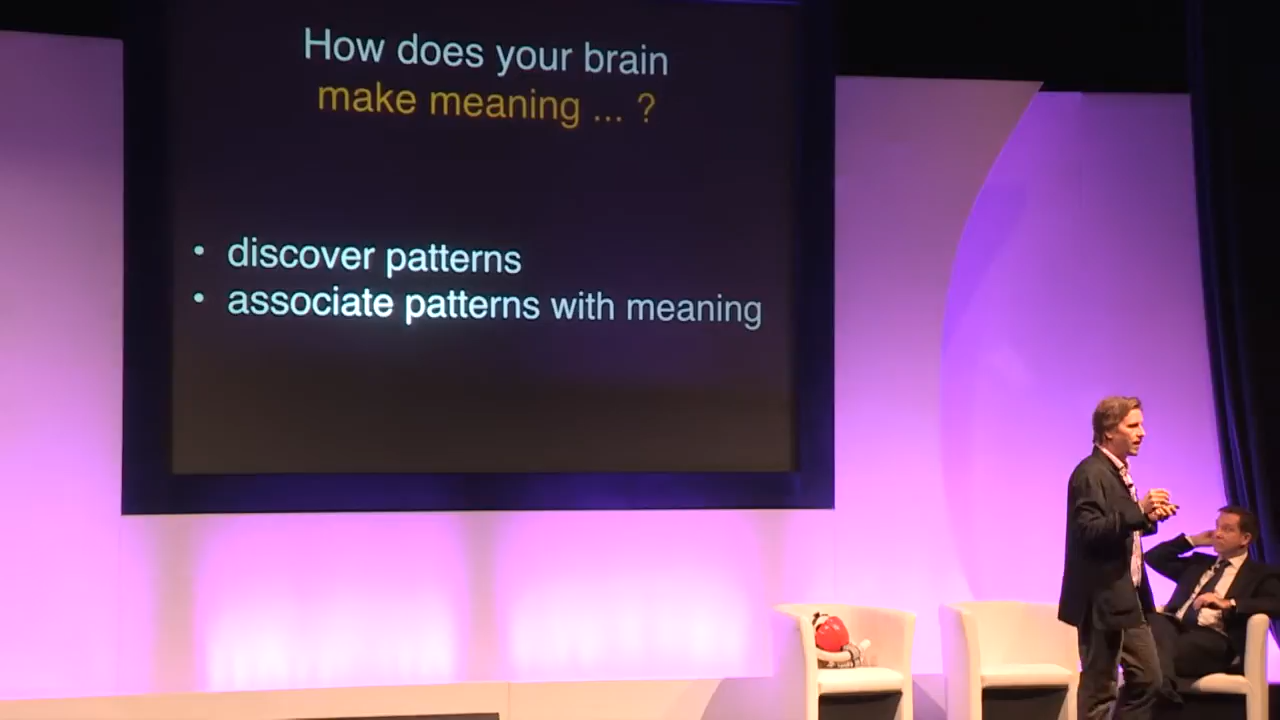 How does your brain
make meaning ... ?
• discover patterns
• associate patterns with meaning